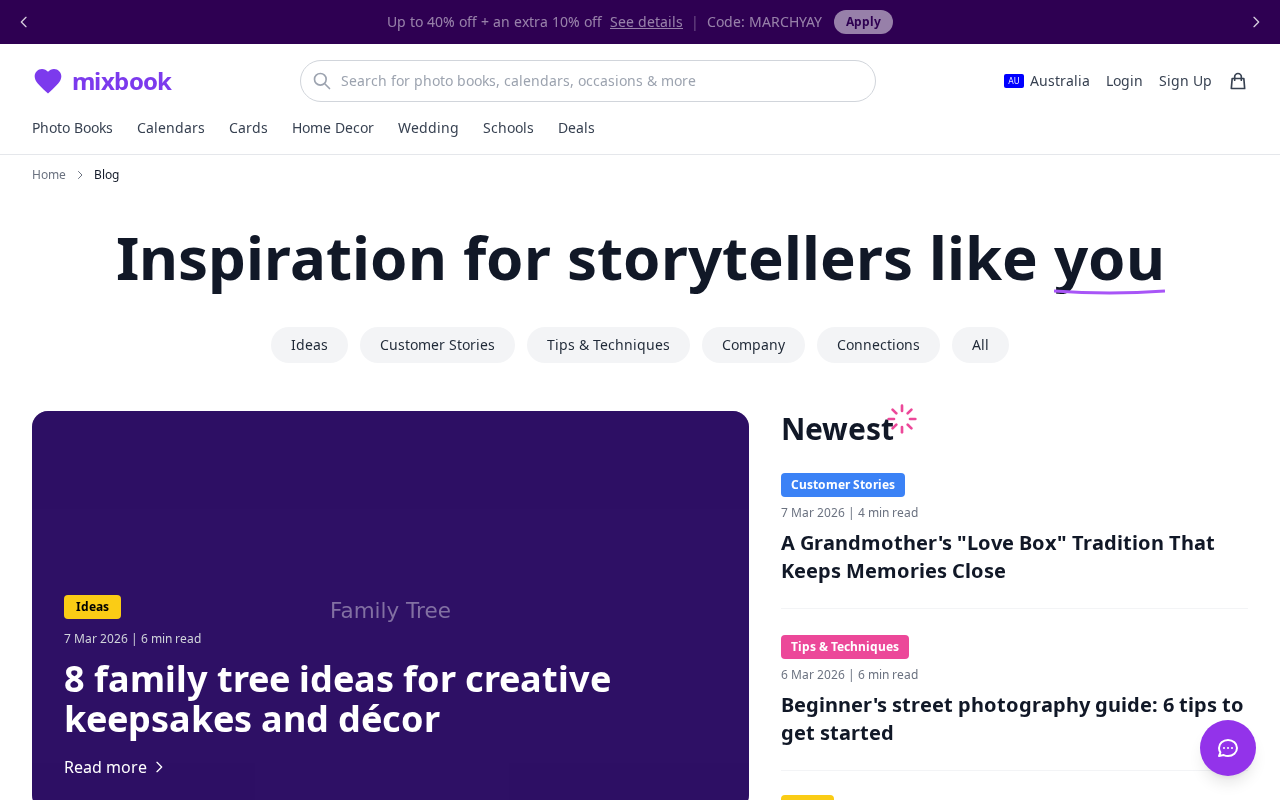 Up to 40% off + an extra 10% off See details | Code: MARCHYAY Apply
mixbook
Search for photo books, calendars, occasions & more
AU Australia Login Sign Up
Photo Books Calendars Cards Home Decor Wedding Schools Deals
Home Blog
Inspiration for storytellers like you
Ideas Customer Stories Tips & Techniques Company Connections All
Family Tree
Ideas
7 Mar 2026 | 6 min read
8 family tree ideas for creative
keepsakes and décor
Read more
Newest
Customer Stories
7 Mar 2026 | 4 min read
A Grandmother's "Love Box" Tradition That
Keeps Memories Close
Tips & Techniques
6 Mar 2026 | 6 min read
Beginner's street photography guide: 6 tips to
get started